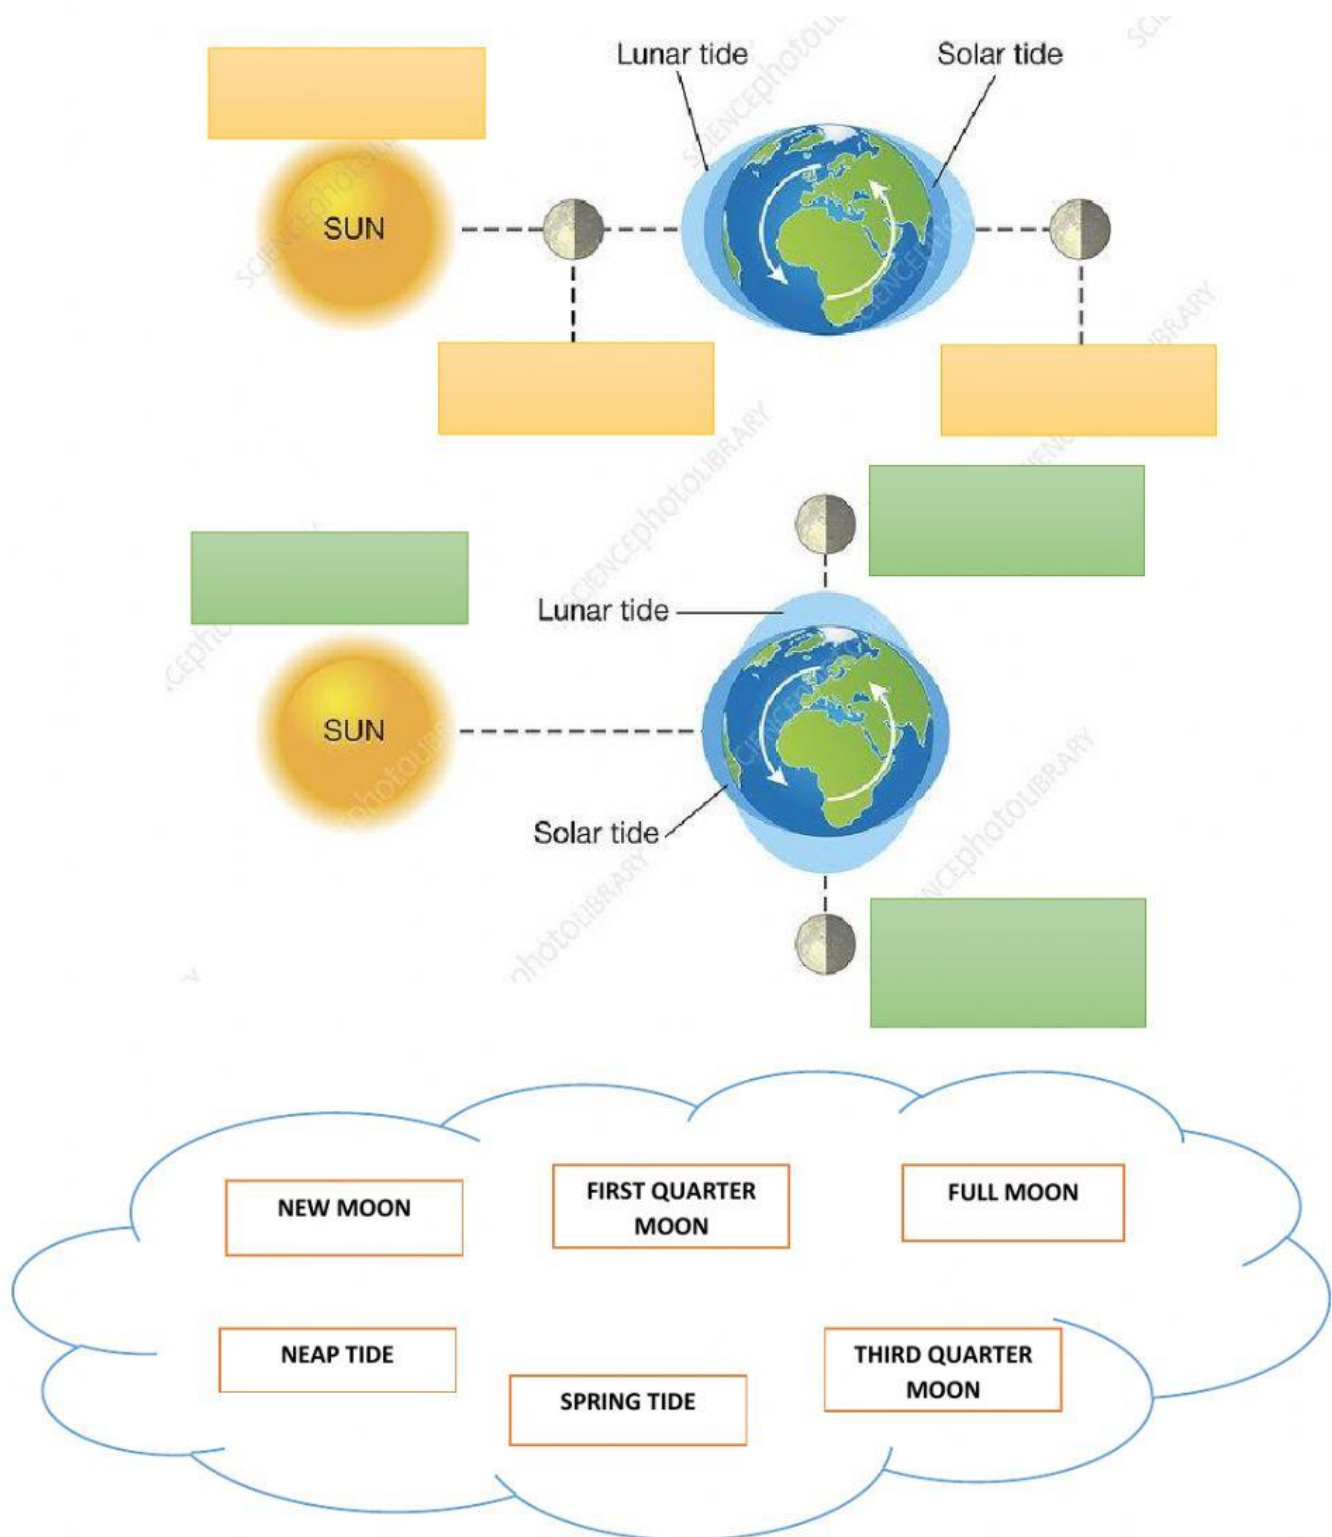 Lunar tide
Solar tide
SUN
Lunar tide
SUN
Solar tide
NEW MOON
FIRST QUARTER
MOON
FULL MOON
NEAP TIDE
SPRING TIDE
THIRD QUARTER
MOON
SCIENCEphotoLIBRARY